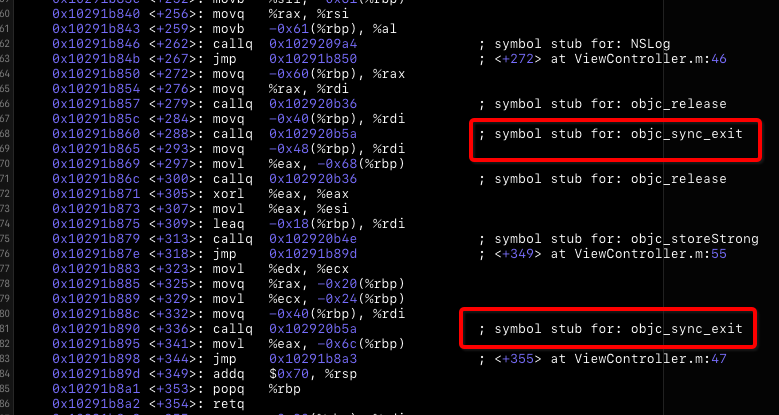 60 0x10291b840 <+256>: movq %rax, %rsi
61 0x10291b843 <+259>: movb -0x61(%rbp), %al
62 0x10291b846 <+262>: callq 0x1029209a4 ; symbol stub for: NSLog
63 0x10291b84b <+267>: jmp 0x10291b850 ; <+272> at ViewController.m:46
64 0x10291b850 <+272>: movq -0x60(%rbp), %rax
65 0x10291b854 <+276>: movq %rax, %rdi
66 0x10291b857 <+279>: callq 0x102920b36 ; symbol stub for: objc_release
67 0x10291b85c <+284>: movq -0x40(%rbp), %rdi
68 0x10291b860 <+288>: callq 0x102920b5a ; symbol stub for: objc_sync_exit
69 0x10291b865 <+293>: movq -0x48(%rbp), %rdi
70 0x10291b869 <+297>: movl %eax, -0x68(%rbp)
71 0x10291b86c <+300>: callq 0x102920b36 ; symbol stub for: objc_release
72 0x10291b871 <+305>: xorl %eax, %eax
73 0x10291b873 <+307>: movl %eax, %esi
74 0x10291b875 <+309>: leaq -0x18(%rbp), %rdi
75 0x10291b879 <+313>: callq 0x102920b4e ; symbol stub for: objc_storeStrong
76 0x10291b87e <+318>: jmp 0x10291b89d ; <+349> at ViewController.m:55
77 0x10291b883 <+323>: movl %edx, %ecx
78 0x10291b885 <+325>: movq %rax, -0x20(%rbp)
79 0x10291b889 <+329>: movl %ecx, -0x24(%rbp)
80 0x10291b88c <+332>: movq -0x40(%rbp), %rdi
81 0x10291b890 <+336>: callq 0x102920b5a ; symbol stub for: objc_sync_exit
82 0x10291b895 <+341>: movl %eax, -0x6c(%rbp)
83 0x10291b898 <+344>: jmp 0x10291b8a3 ; <+355> at ViewController.m:47
84 0x10291b89d <+349>: addq $0x70, %rsp
85 0x10291b8a1 <+353>: popq %rbp
86 0x10291b8a2 <+354>: retq